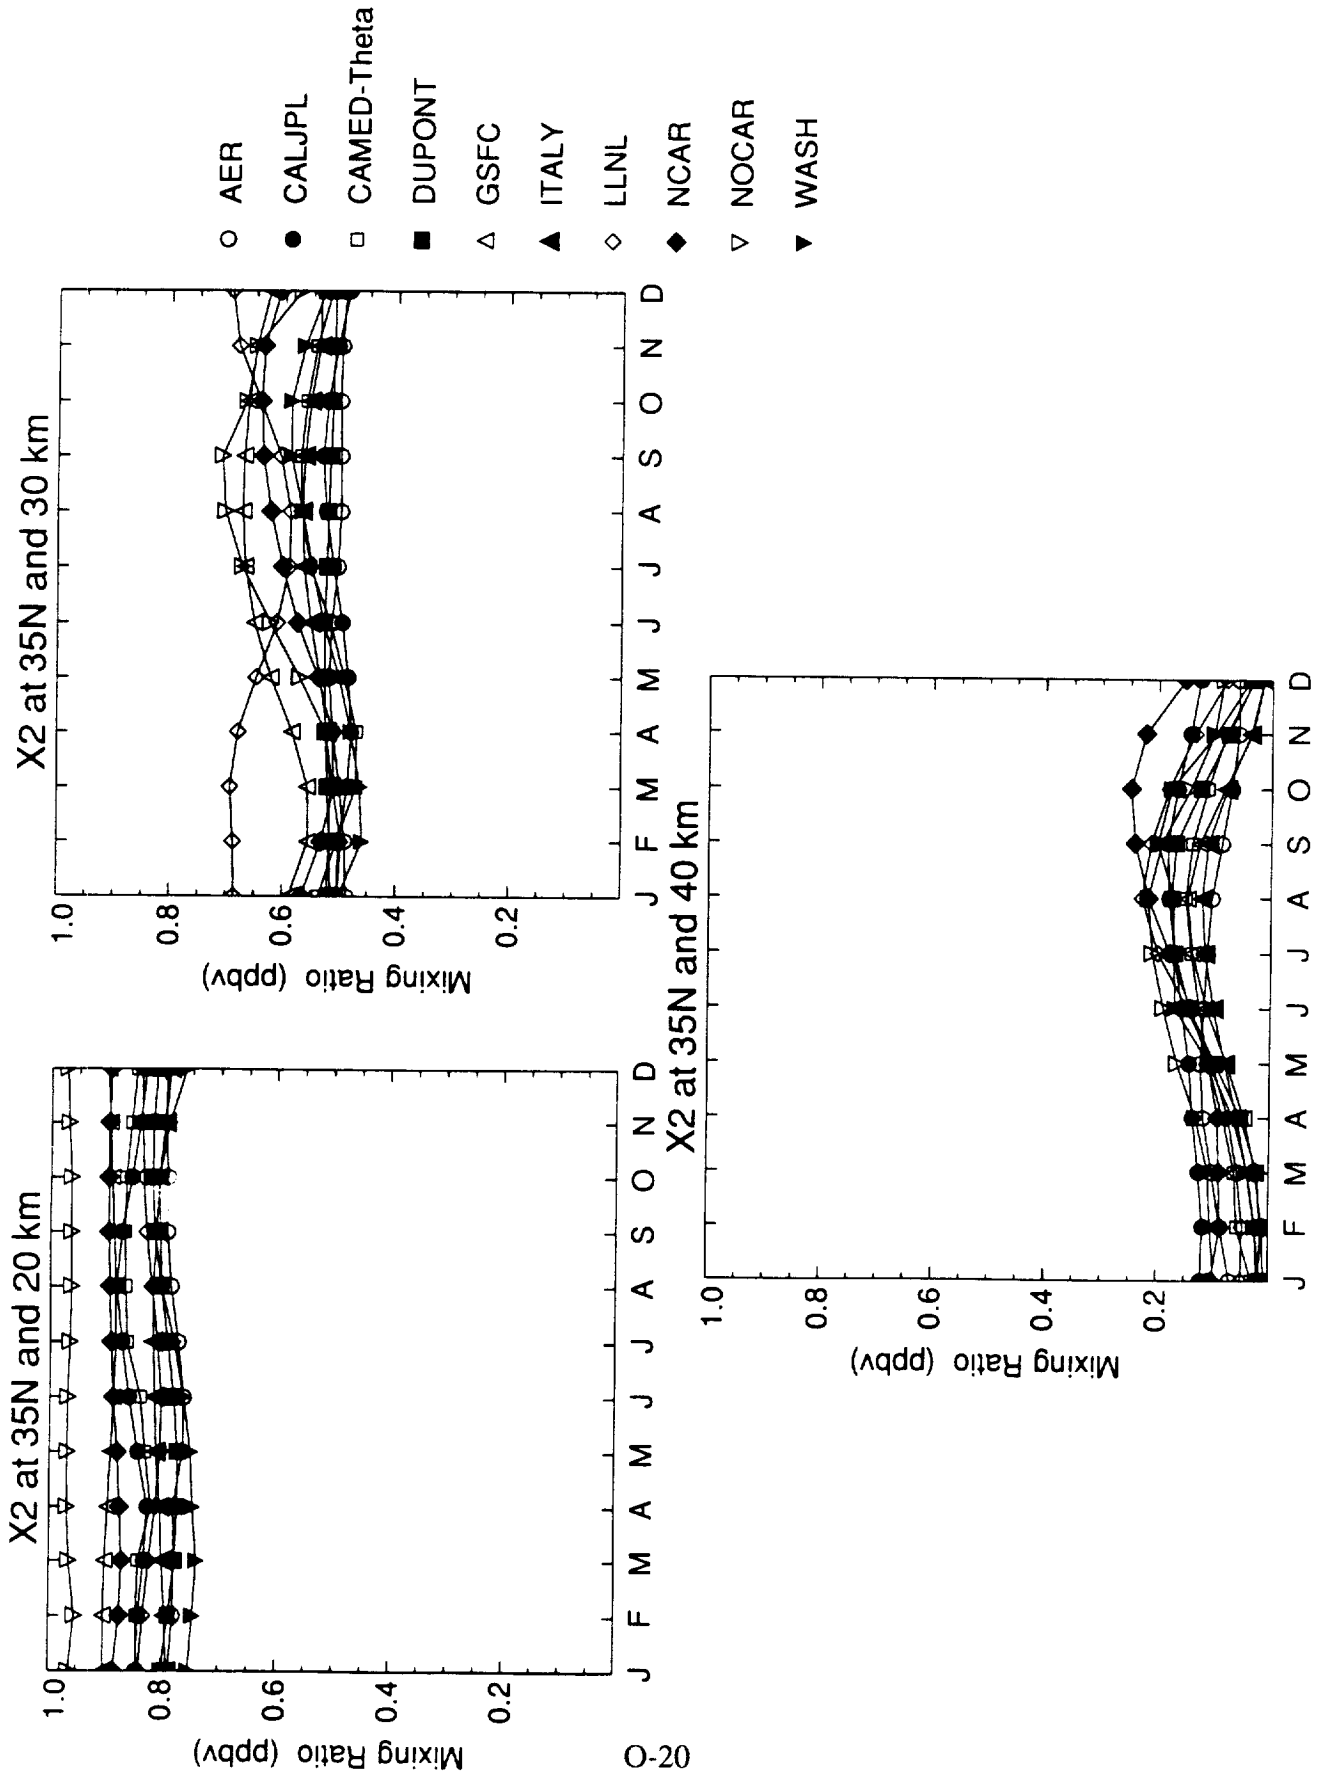 X2 at 35N and 20 km
Mixing Ratio (ppbv)
1.0
0.8
0.6
0.4
0.2
J F M A M J J A S O N D
X2 at 35N and 30 km
Mixing Ratio (ppbv)
1.0
0.8
0.6
0.4
0.2
J F M A M J J A S O N D
X2 at 35N and 40 km
Mixing Ratio (ppbv)
1.0
0.8
0.6
0.4
0.2
J F M A M J J A S O N D
AER
CALJPL
CAMED-Theta
DUPONT
GSFC
ITALY
LLNL
NCAR
NOCAR
WASH
O-20